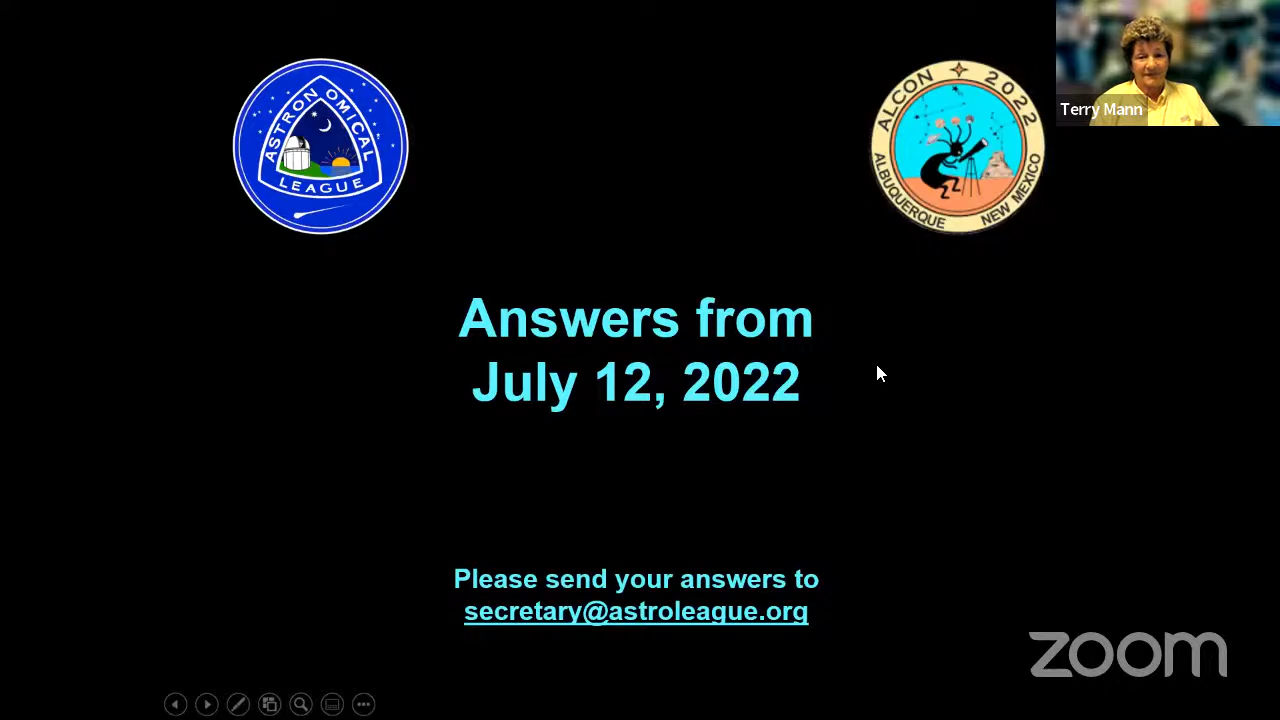 ASTRONOMICAL
LEAGUE
ALCON 2022
ALBUQUERQUE NEW MEXICO
Terry Mann
Answers from
July 12, 2022
Please send your answers to
secretary@astroleague.org
zoom